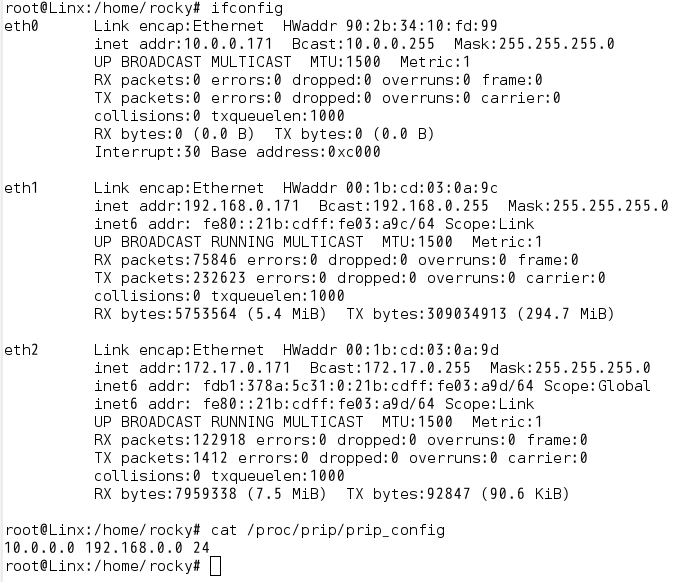 root@Linx:/home/rocky# ifconfig
eth0 Link encap:Ethernet HWaddr 90:2b:34:10:fd:99
inet addr:10.0.0.171 Bcast:10.0.0.255 Mask:255.255.255.0
UP BROADCAST MULTICAST MTU:1500 Metric:1
RX packets:0 errors:0 dropped:0 overruns:0 frame:0
TX packets:0 errors:0 dropped:0 overruns:0 carrier:0
collisions:0 txqueuelen:1000
RX bytes:0 (0.0 B) TX bytes:0 (0.0 B)
Interrupt:30 Base address:0xc000
eth1 Link encap:Ethernet HWaddr 00:1b:cd:03:0a:9c
inet addr:192.168.0.171 Bcast:192.168.0.255 Mask:255.255.255.0
inet6 addr: fe80::21b:cdff:fe03:a9c/64 Scope:Link
UP BROADCAST RUNNING MULTICAST MTU:1500 Metric:1
RX packets:75846 errors:0 dropped:0 overruns:0 frame:0
TX packets:232623 errors:0 dropped:0 overruns:0 carrier:0
collisions:0 txqueuelen:1000
RX bytes:5753564 (5.4 MiB) TX bytes:309034913 (294.7 MiB)
eth2 Link encap:Ethernet HWaddr 00:1b:cd:03:0a:9d
inet addr:172.17.0.171 Bcast:172.17.0.255 Mask:255.255.255.0
inet6 addr: fdb1:378a:5c31:0:21b:cdff:fe03:a9d/64 Scope:Global
inet6 addr: fe80::21b:cdff:fe03:a9d/64 Scope:Link
UP BROADCAST RUNNING MULTICAST MTU:1500 Metric:1
RX packets:122918 errors:0 dropped:0 overruns:0 frame:0
TX packets:1412 errors:0 dropped:0 overruns:0 carrier:0
collisions:0 txqueuelen:1000
RX bytes:7959338 (7.5 MiB) TX bytes:92847 (90.6 KiB)
root@Linx:/home/rocky# cat /proc/prip/prip_config
10.0.0.0 192.168.0.0 24
root@Linx:/home/rocky#